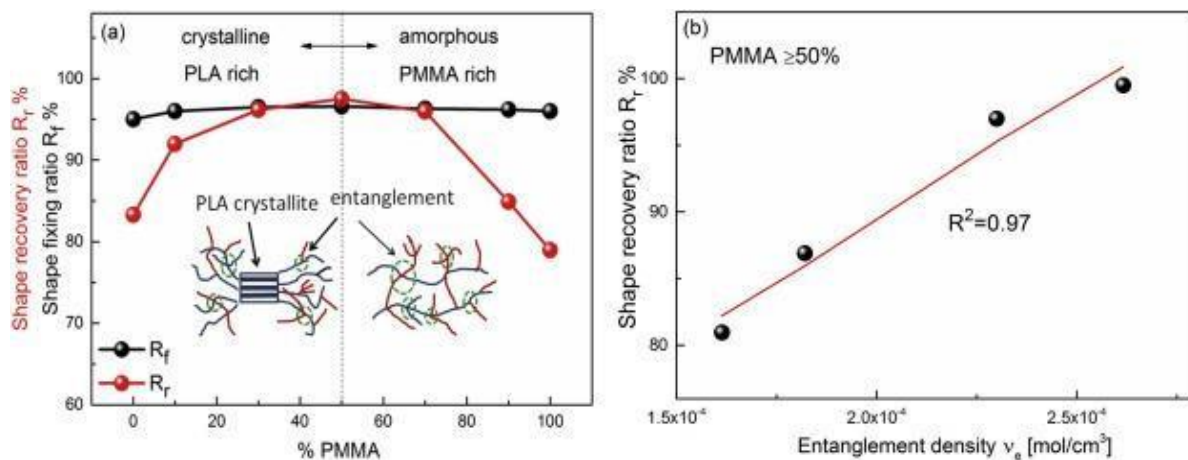 (a)
crystalline
amorphous
PLA rich
PMMA rich
PLA crystallite
entanglement
R_f
R_r
Shape recovery ratio R_r %
Shape fixing ratio R_f %
100
90
80
70
60
0
20
40
60
80
100
% PMMA
(b)
PMMA ≥50%
R²=0.97
Shape recovery ratio R_r %
100
90
80
1.5x10⁻⁴
2.0x10⁻⁴
2.5x10⁻⁴
Entanglement density ν_e [mol/cm³]